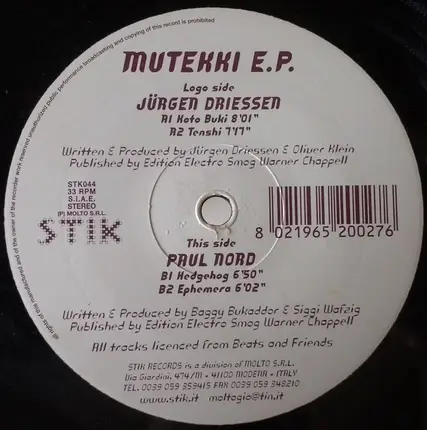 all rights of the manufacturer and of the owner of the recorder work reserved unauthorized public performance broadcasting and copying of this record is prohibited
MUTEKKI E.P.
Logo side
JÜRGEN DRIESSEN
A1 Koto Buki 8'01"
A2 Tenshi 7'17"
Written & Produced by Jürgen Driessen & Oliver Klein
Published by Edition Electro Smog Warner Chappell
STK044
33 RPM
S.I.A.E.
STEREO
(P) MOLTO S.R.L.
STIK
8 021965 200276
This side
PAUL NORD
B1 Hedgehog 6'50"
B2 Ephemera 6'02"
Written & Produced by Baggy Bukaddor & Siggi Wafzig
Published by Edition Electro Smog Warner Chappell
All tracks licenced from Beats and Friends
STIK RECORDS is a division of MOLTO S.R.L.
Via Giardini, 474/M - 41100 MODENA - ITALY
TEL. 0039 059 359415 FAX 0039 059 348210
www.stik.it moltogio@tin.it